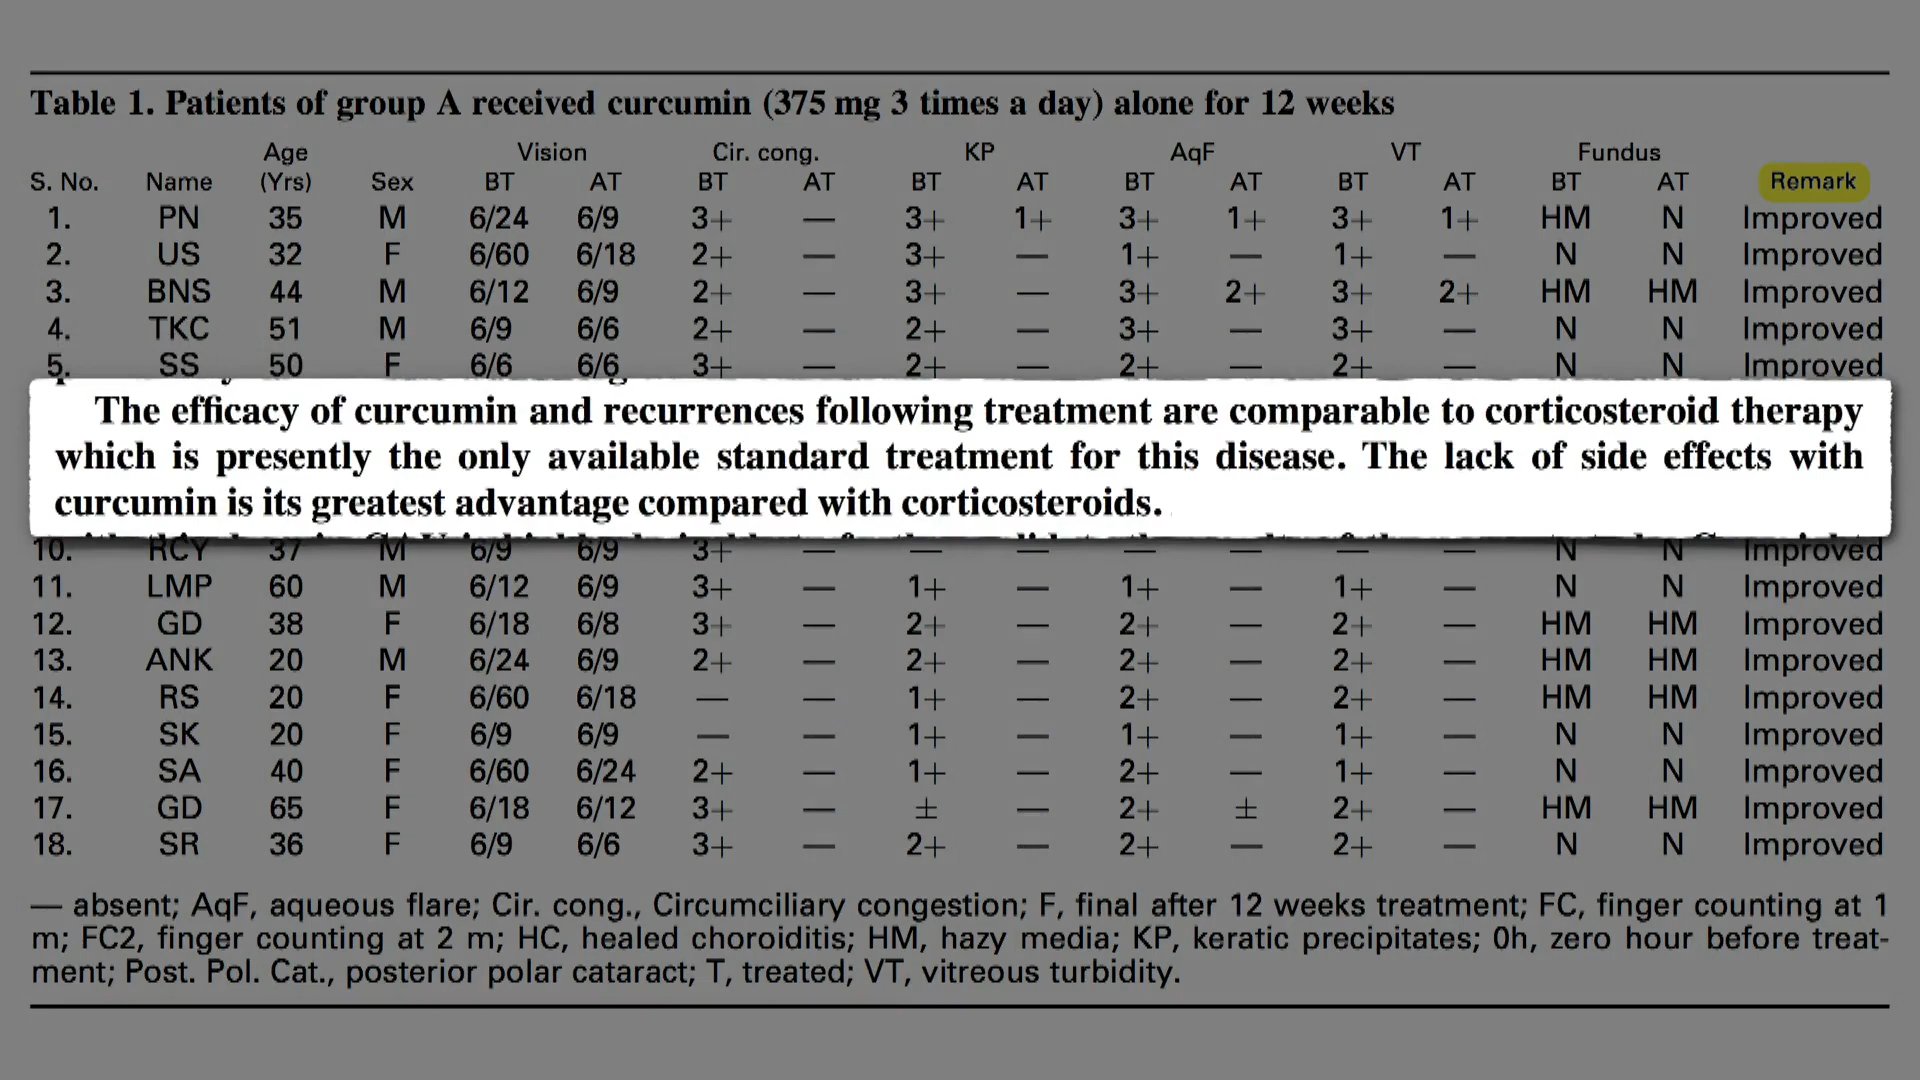 Table 1. Patients of group A received curcumin (375 mg 3 times a day) alone for 12 weeks
Age Vision Cir. cong. KP AqF VT Fundus
S. No. Name (Yrs) Sex BT AT BT AT BT AT BT AT BT AT BT AT Remark
1. PN 35 M 6/24 6/9 3+ — 3+ 1+ 3+ 1+ 3+ 1+ HM N Improved
2. US 32 F 6/60 6/18 2+ — 3+ — 1+ — 1+ — N N Improved
3. BNS 44 M 6/12 6/9 2+ — 3+ — 3+ 2+ 3+ 2+ HM HM Improved
4. TKC 51 M 6/9 6/6 2+ — 2+ — 3+ — 3+ — N N Improved
5. SS 50 F 6/6 6/6 3+ — 2+ — 2+ — 2+ — N N Improved
The efficacy of curcumin and recurrences following treatment are comparable to corticosteroid therapy
which is presently the only available standard treatment for this disease. The lack of side effects with
curcumin is its greatest advantage compared with corticosteroids.
10. RCY 37 M 6/9 6/9 3+ — — — — — — — N N Improved
11. LMP 60 M 6/12 6/9 3+ — 1+ — 1+ — 1+ — N N Improved
12. GD 38 F 6/18 6/8 3+ — 2+ — 2+ — 2+ — HM HM Improved
13. ANK 20 M 6/24 6/9 2+ — 2+ — 2+ — 2+ — HM HM Improved
14. RS 20 F 6/60 6/18 — — 1+ — 2+ — 2+ — HM HM Improved
15. SK 20 F 6/9 6/9 — — 1+ — 1+ — 1+ — N N Improved
16. SA 40 F 6/60 6/24 2+ — 1+ — 2+ — 1+ — N N Improved
17. GD 65 F 6/18 6/12 3+ — ± — 2+ ± 2+ — HM HM Improved
18. SR 36 F 6/9 6/6 3+ — 2+ — 2+ — 2+ — N N Improved
— absent; AqF, aqueous flare; Cir. cong., Circumciliary congestion; F, final after 12 weeks treatment; FC, finger counting at 1
m; FC2, finger counting at 2 m; HC, healed choroiditis; HM, hazy media; KP, keratic precipitates; 0h, zero hour before treat-
ment; Post. Pol. Cat., posterior polar cataract; T, treated; VT, vitreous turbidity.